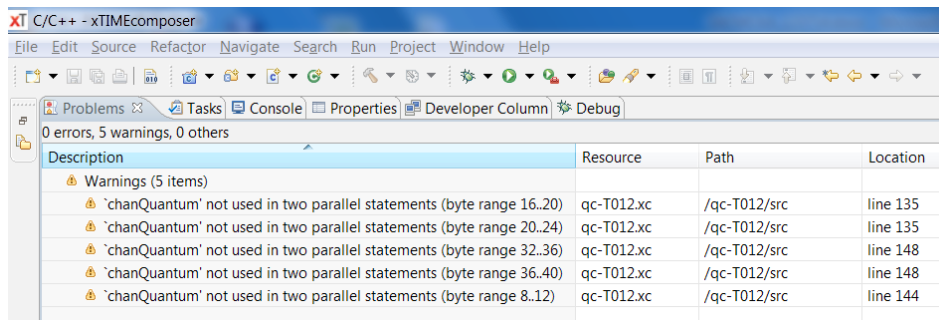 xT C/C++ - xTIMEcomposer
File Edit Source Refactor Navigate Search Run Project Window Help
Problems Tasks Console Properties Developer Column Debug
0 errors, 5 warnings, 0 others
Description Resource Path Location
Warnings (5 items)
`chanQuantum' not used in two parallel statements (byte range 16..20) qc-T012.xc /qc-T012/src line 135
`chanQuantum' not used in two parallel statements (byte range 20..24) qc-T012.xc /qc-T012/src line 135
`chanQuantum' not used in two parallel statements (byte range 32..36) qc-T012.xc /qc-T012/src line 148
`chanQuantum' not used in two parallel statements (byte range 36..40) qc-T012.xc /qc-T012/src line 148
`chanQuantum' not used in two parallel statements (byte range 8..12) qc-T012.xc /qc-T012/src line 144